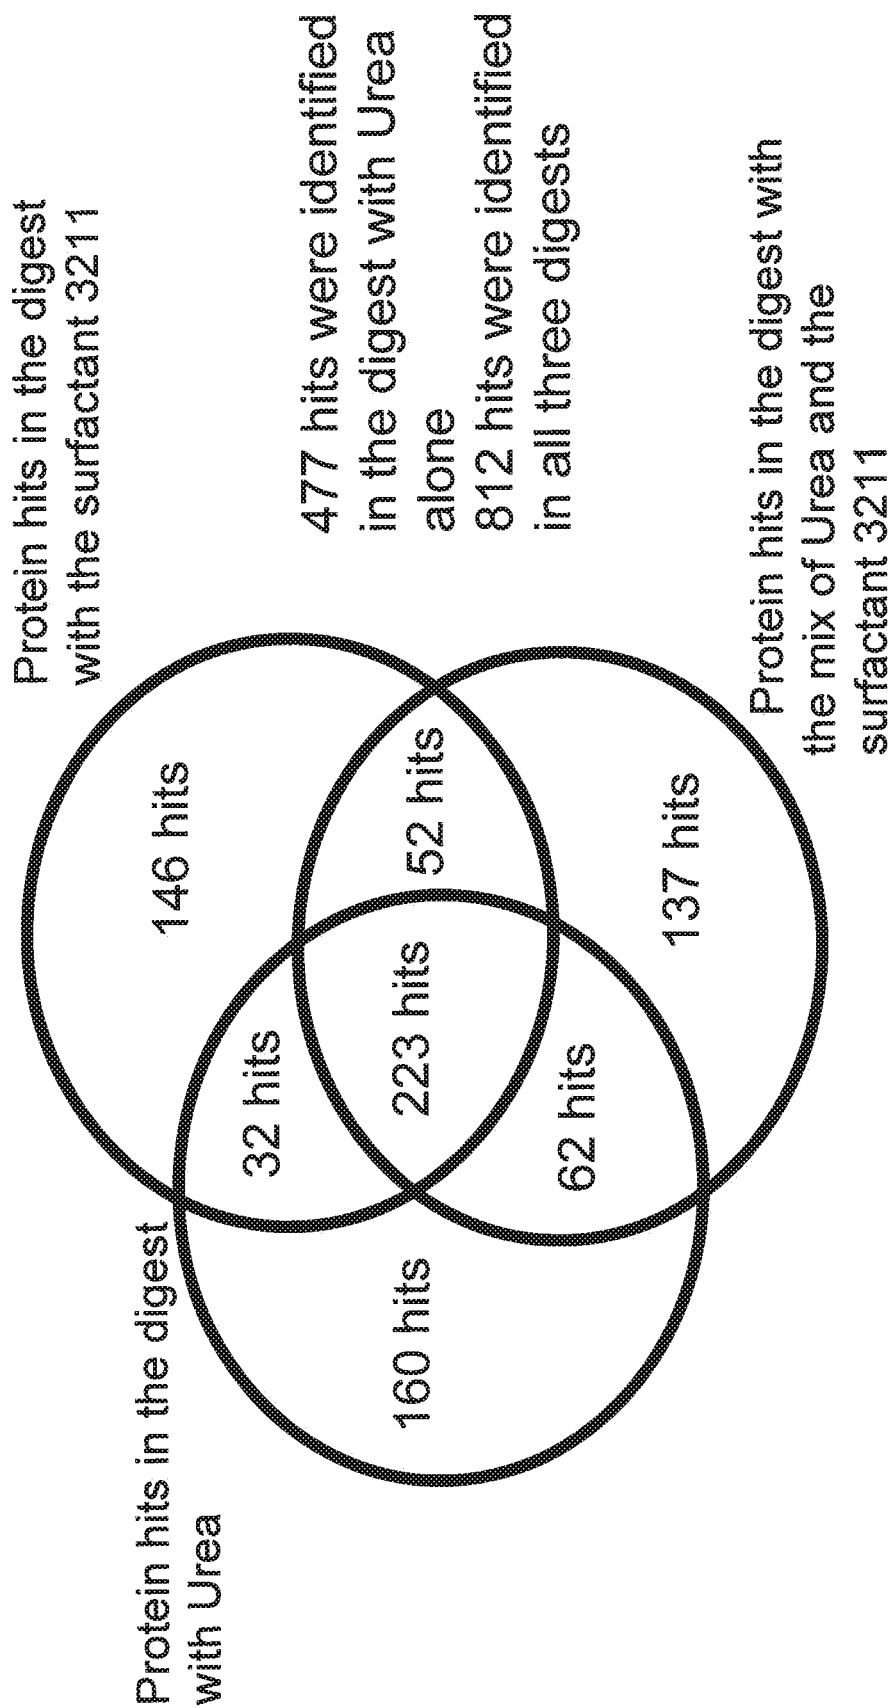 Protein hits in the digest
with Urea
Protein hits in the digest
with the surfactant 3211
160 hits
32 hits
146 hits
223 hits
52 hits
62 hits
137 hits
477 hits were identified
in the digest with Urea
alone
812 hits were identified
in all three digests
Protein hits in the digest with
the mix of Urea and the
surfactant 3211